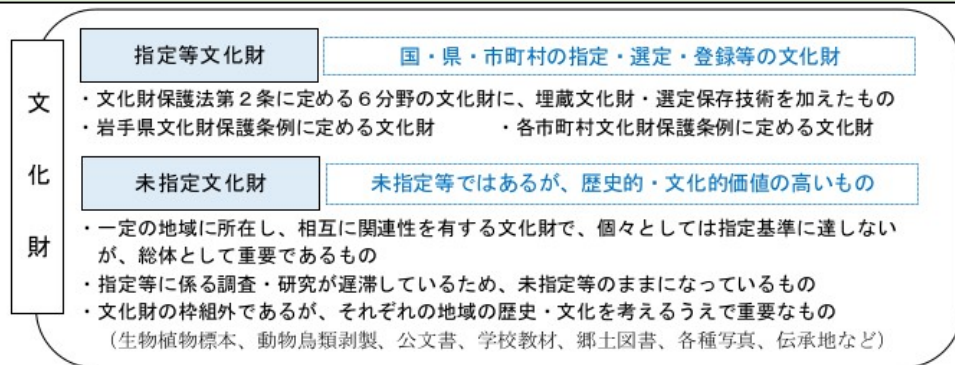 文化財
指定等文化財
国・県・市町村の指定・選定・登録等の文化財
・文化財保護法第２条に定める６分野の文化財に、埋蔵文化財・選定保存技術を加えたもの
・岩手県文化財保護条例に定める文化財　　・各市町村文化財保護条例に定める文化財
未指定文化財
未指定等ではあるが、歴史的・文化的価値の高いもの
・一定の地域に所在し、相互に関連性を有する文化財で、個々としては指定基準に達しない
が、総体として重要であるもの
・指定等に係る調査・研究が遅滞しているため、未指定等のままになっているもの
・文化財の枠組外であるが、それぞれの地域の歴史・文化を考えるうえで重要なもの
（生物植物標本、動物鳥類剥製、公文書、学校教材、郷土図書、各種写真、伝承地など）